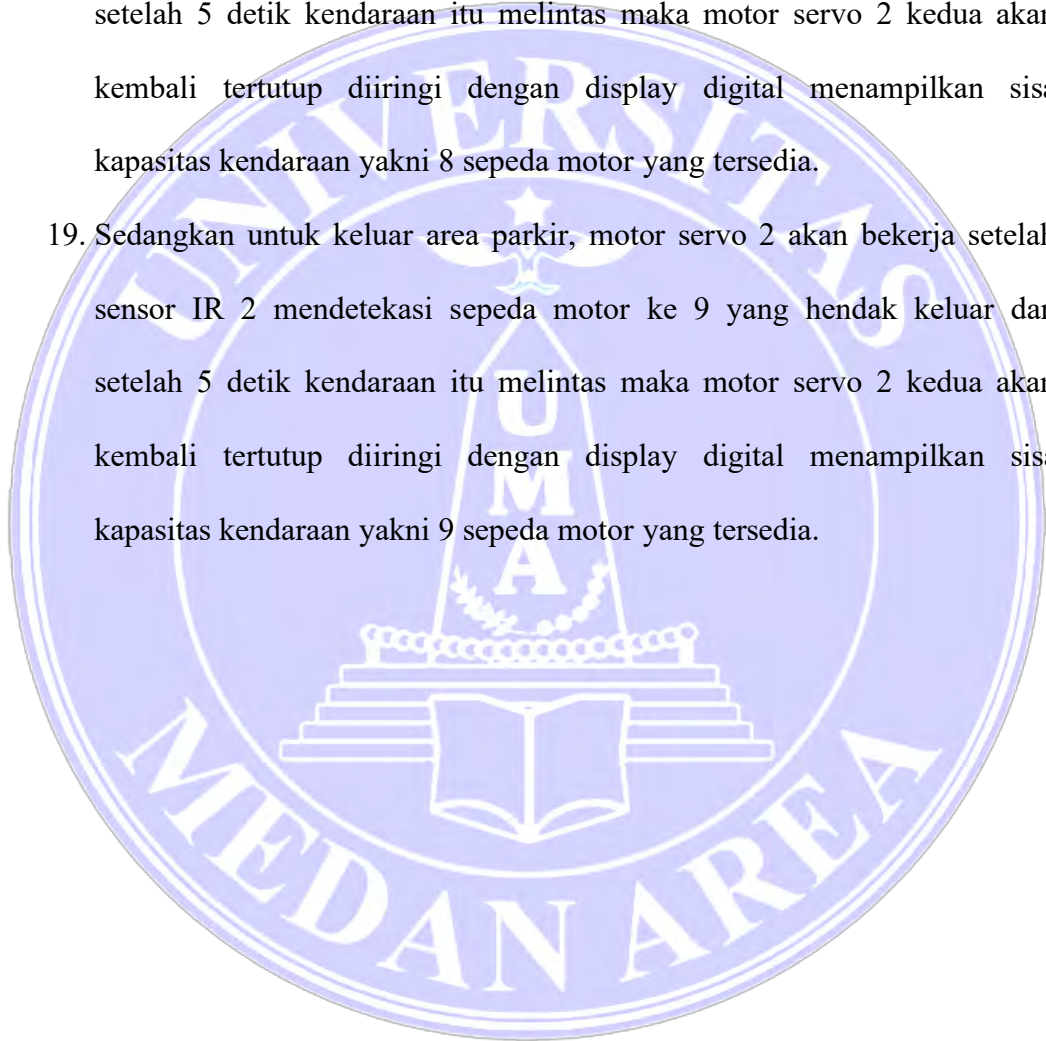 setelah 5 detik kendaraan itu melintas maka motor servo 2 kedua akan
kembali tertutup diiringi dengan display digital menampilkan sisa
kapasitas kendaraan yakni 8 sepeda motor yang tersedia.
19. Sedangkan untuk keluar area parkir, motor servo 2 akan bekerja setelah
sensor IR 2 mendetekasi sepeda motor ke 9 yang hendak keluar dan
setelah 5 detik kendaraan itu melintas maka motor servo 2 kedua akan
kembali tertutup diiringi dengan display digital menampilkan sisa
kapasitas kendaraan yakni 9 sepeda motor yang tersedia.
UNIVERSITAS
UMA
MEDAN AREA